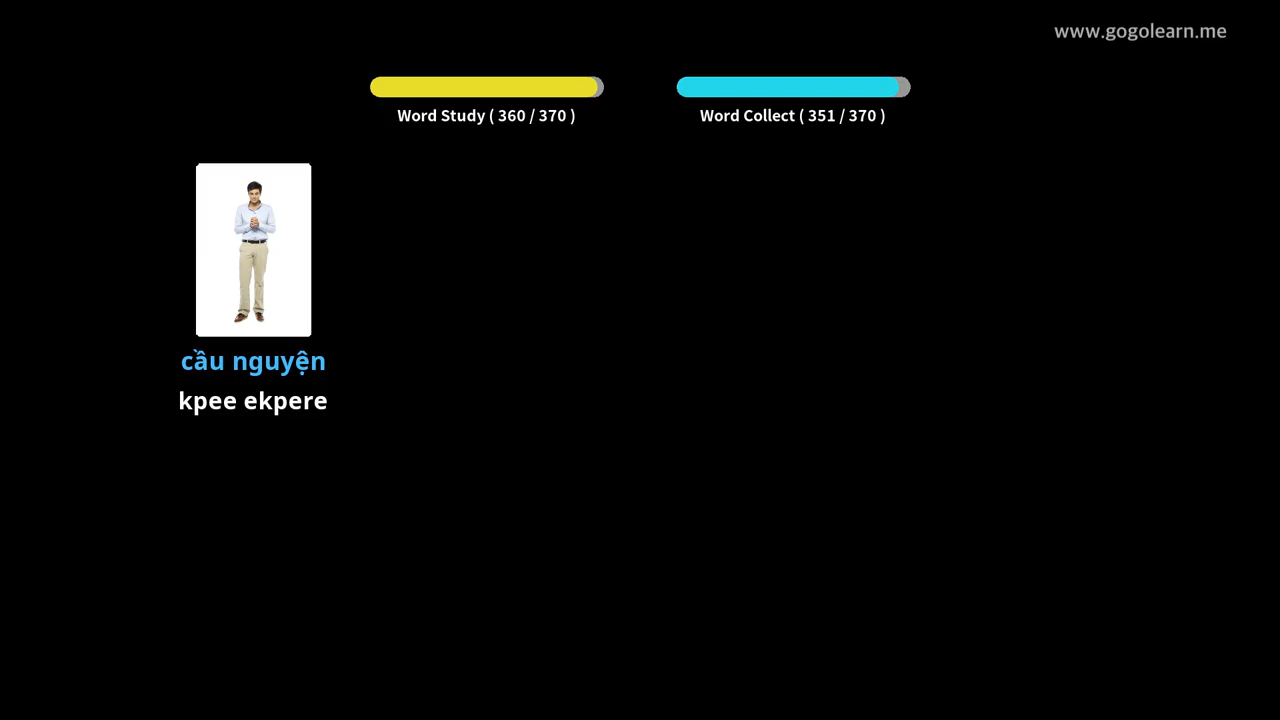 www.gogolearn.me
Word Study ( 360 / 370 )
Word Collect ( 351 / 370 )
cầu nguyện
kpee ekpere